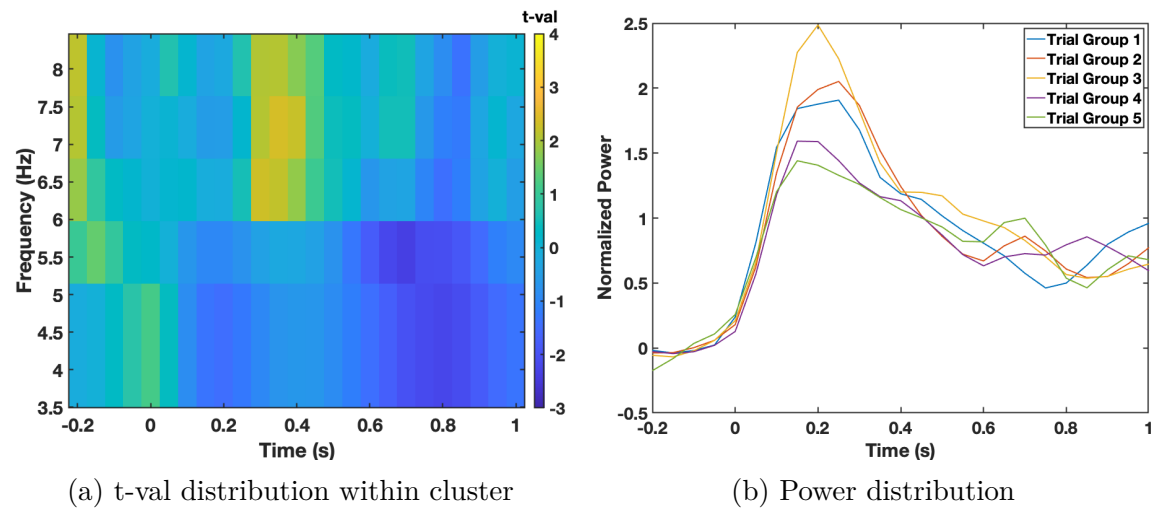 t-val
8
7.5
7
6.5
6
5.5
5
4.5
4
3.5
Frequency (Hz)
-0.2 0 0.2 0.4 0.6 0.8 1
Time (s)
4
3
2
1
0
-1
-2
-3
(a) t-val distribution within cluster
2.5
2
1.5
1
0.5
0
-0.5
Normalized Power
-0.2 0 0.2 0.4 0.6 0.8 1
Time (s)
Trial Group 1
Trial Group 2
Trial Group 3
Trial Group 4
Trial Group 5
(b) Power distribution